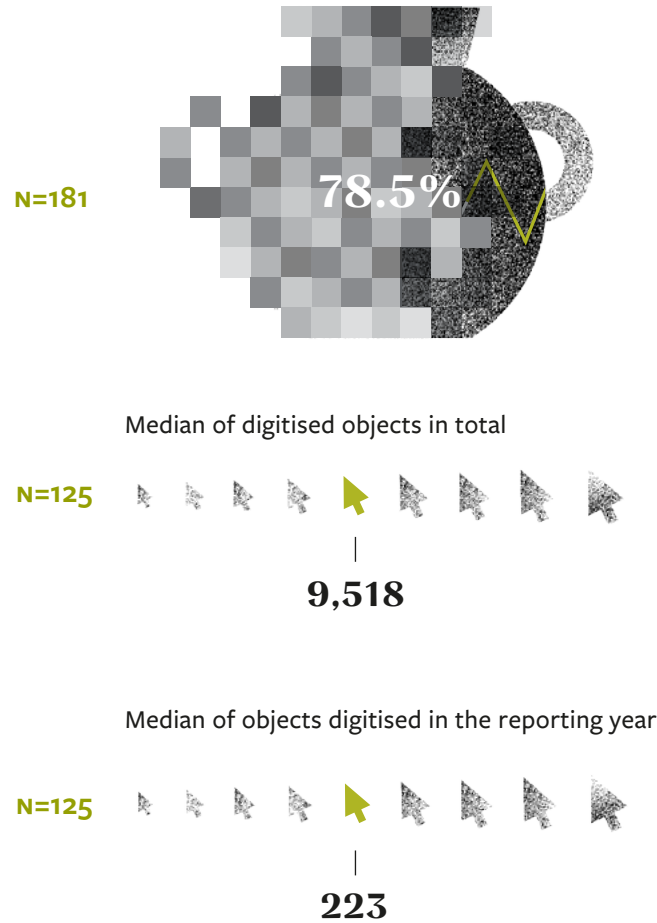 N=181
78.5%
Median of digitised objects in total
N=125
9,518
Median of objects digitised in the reporting year
N=125
223